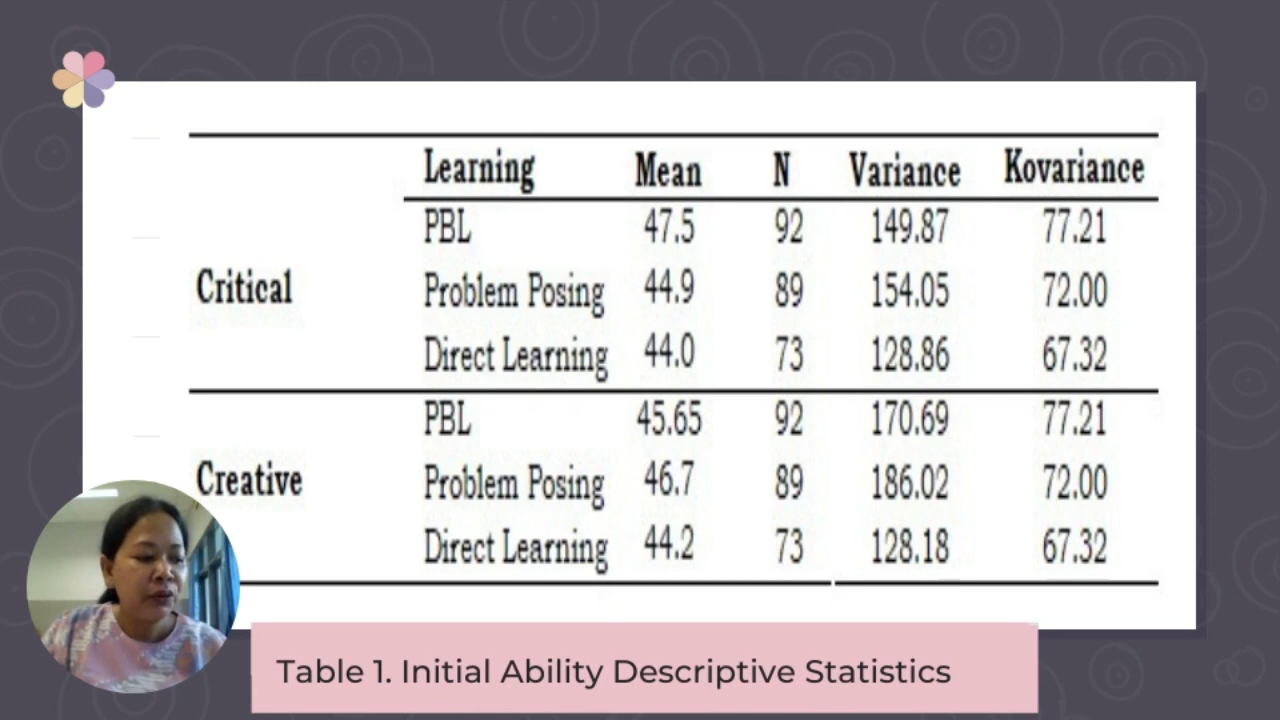 Learning Mean N Variance Kovariance
PBL 47.5 92 149.87 77.21
Critical Problem Posing 44.9 89 154.05 72.00
Direct Learning 44.0 73 128.86 67.32
PBL 45.65 92 170.69 77.21
Creative Problem Posing 46.7 89 186.02 72.00
Direct Learning 44.2 73 128.18 67.32
Table 1. Initial Ability Descriptive Statistics